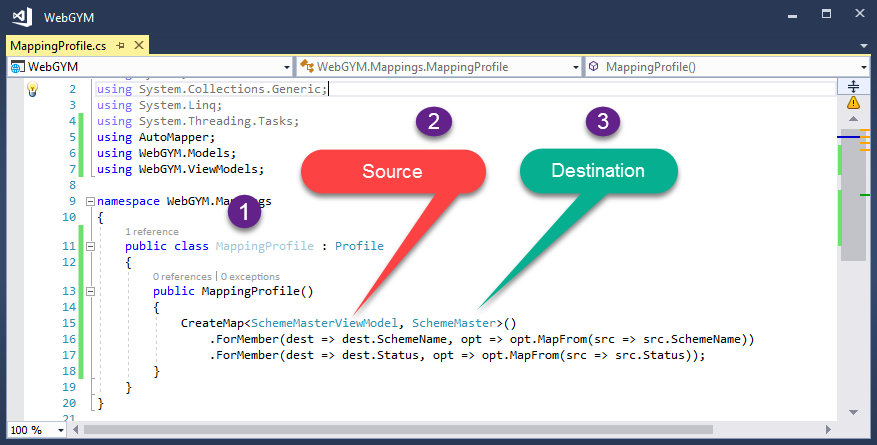 WebGYM
MappingProfile.cs
WebGYM WebGYM.Mappings.MappingProfile MappingProfile()
2 using System.Collections.Generic;
3 using System.Linq;
4 using System.Threading.Tasks;
5 using AutoMapper;
6 using WebGYM.Models;
7 using WebGYM.ViewModels;
2
3
Source
Destination
8
9 namespace WebGYM.Mappings
1
10 {
1 reference
11 public class MappingProfile : Profile
12 {
0 references | 0 exceptions
13 public MappingProfile()
14 {
15 CreateMap<SchemeMasterViewModel, SchemeMaster>()
16 .ForMember(dest => dest.SchemeName, opt => opt.MapFrom(src => src.SchemeName))
17 .ForMember(dest => dest.Status, opt => opt.MapFrom(src => src.Status));
18 }
19 }
20 }
21
100 %